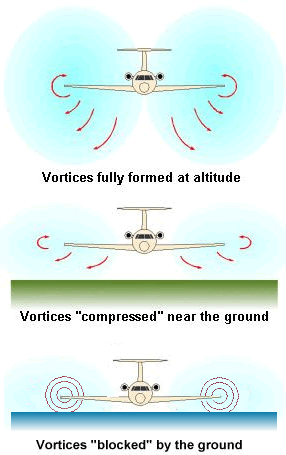 Vortices fully formed at altitude
Vortices "compressed" near the ground
Vortices "blocked" by the ground